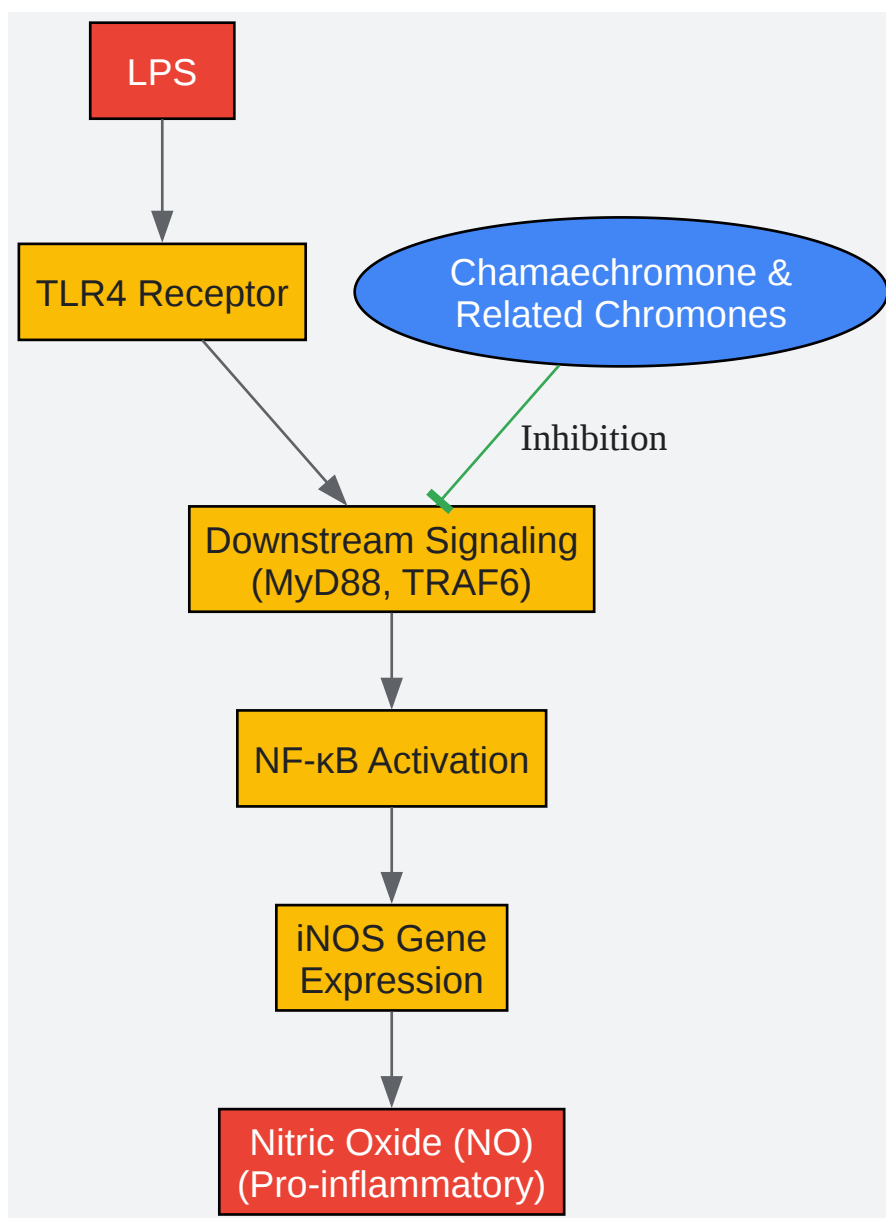 LPS
TLR4 Receptor
Chamaechromone &
Related Chromones
Inhibition
Downstream Signaling
(MyD88, TRAF6)
NF-κB Activation
iNOS Gene
Expression
Nitric Oxide (NO)
(Pro-inflammatory)